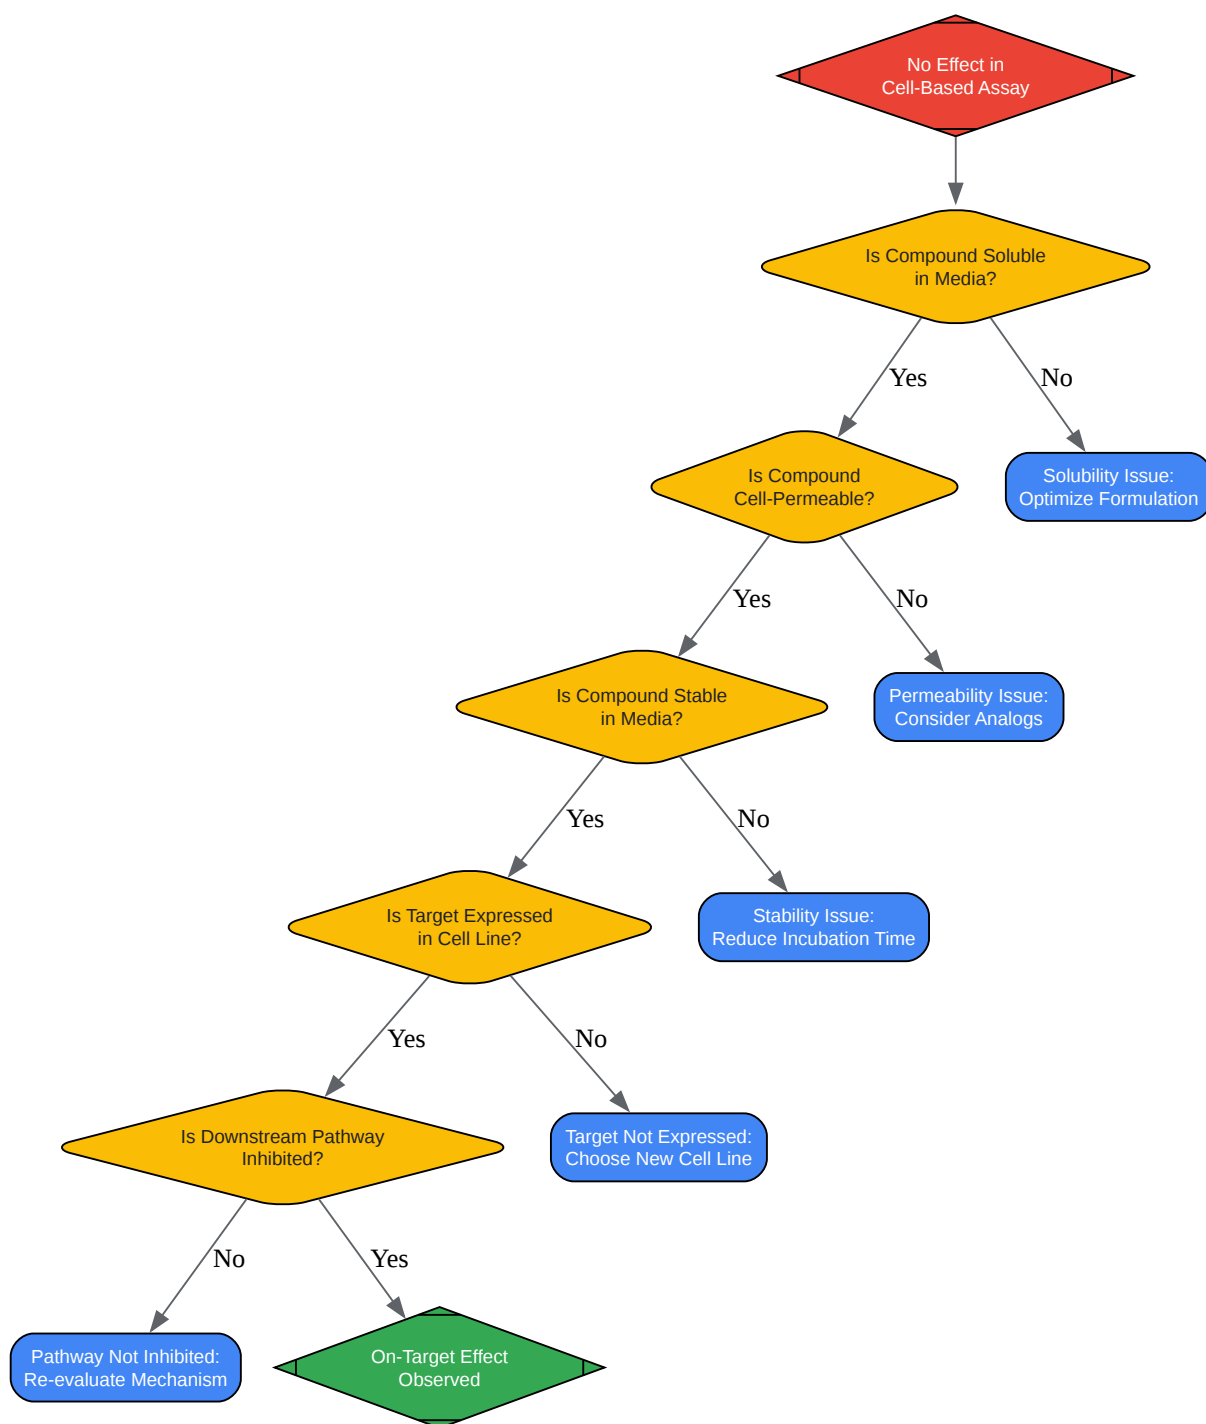 No Effect in
Cell-Based Assay
Is Compound Soluble
in Media?
Yes
No
Is Compound
Cell-Permeable?
Solubility Issue:
Optimize Formulation
Yes
No
Is Compound Stable
in Media?
Permeability Issue:
Consider Analogs
Yes
No
Is Target Expressed
in Cell Line?
Stability Issue:
Reduce Incubation Time
Yes
No
Is Downstream Pathway
Inhibited?
Target Not Expressed:
Choose New Cell Line
No
Yes
Pathway Not Inhibited:
Re-evaluate Mechanism
On-Target Effect
Observed